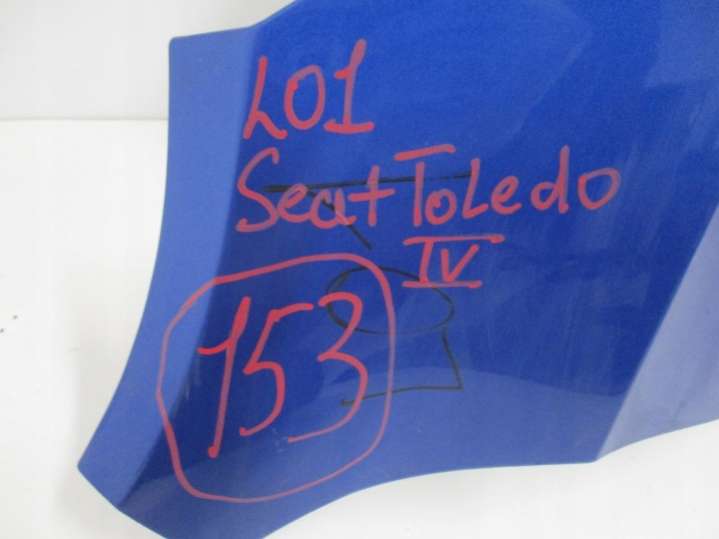 L01
Seat Toledo
IV
153